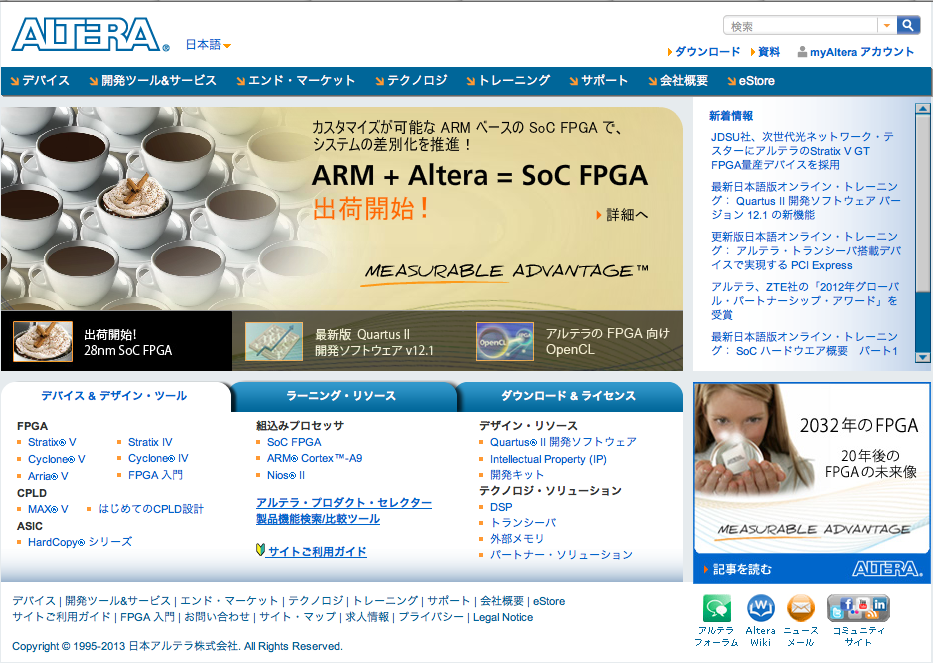 ALTERA®
日本語
検索
ダウンロード 資料 myAltera アカウント
デバイス 開発ツール&サービス エンド・マーケット テクノロジ トレーニング サポート 会社概要 eStore
カスタマイズが可能な ARM ベースの SoC FPGA で、
システムの差別化を推進！
ARM + Altera = SoC FPGA
出荷開始！
詳細へ
MEASURABLE ADVANTAGE™
出荷開始!
28nm SoC FPGA
最新版 Quartus II
開発ソフトウェア v12.1
OpenCL
アルテラの FPGA 向け
OpenCL
新着情報
JDSU社、次世代光ネットワーク・テ
スターにアルテラのStratix V GT
FPGA量産デバイスを採用
最新日本語版オンライン・トレーニン
グ： Quartus II 開発ソフトウェア バー
ジョン 12.1 の新機能
更新版日本語オンライン・トレーニン
グ： アルテラ・トランシーバ搭載デバ
イスで実現する PCI Express
アルテラ、ZTE社の「2012年グローバ
ル・パートナーシップ・アワード」を
受賞
最新日本語版オンライン・トレーニン
グ： SoC ハードウエア概要 パート1
デバイス & デザイン・ツール
FPGA
Stratix® V Stratix IV
Cyclone® V Cyclone® IV
Arria® V FPGA 入門
CPLD
MAX® V はじめてのCPLD設計
ASIC
HardCopy® シリーズ
ラーニング・リソース
組込みプロセッサ
SoC FPGA
ARM® Cortex™-A9
Nios® II
アルテラ・プロダクト・セレクター
製品機能検索/比較ツール
サイトご利用ガイド
ダウンロード & ライセンス
デザイン・リソース
Quartus® II 開発ソフトウェア
Intellectual Property (IP)
開発キット
テクノロジ・ソリューション
DSP
トランシーバ
外部メモリ
パートナー・ソリューション
2032 年のFPGA
20年後の
FPGAの未来像
MEASURABLE ADVANTAGE
記事を読む
ALTERA®
デバイス | 開発ツール&サービス | エンド・マーケット | テクノロジ | トレーニング | サポート | 会社概要 | eStore
サイトご利用ガイド | FPGA 入門 | お問い合わせ | サイト・マップ | 求人情報 | プライバシー | Legal Notice
Copyright © 1995-2013 日本アルテラ株式会社. All Rights Reserved.
アルテラ
フォーラム
Altera
Wiki
ニュース
メール
コミュニティ
サイト